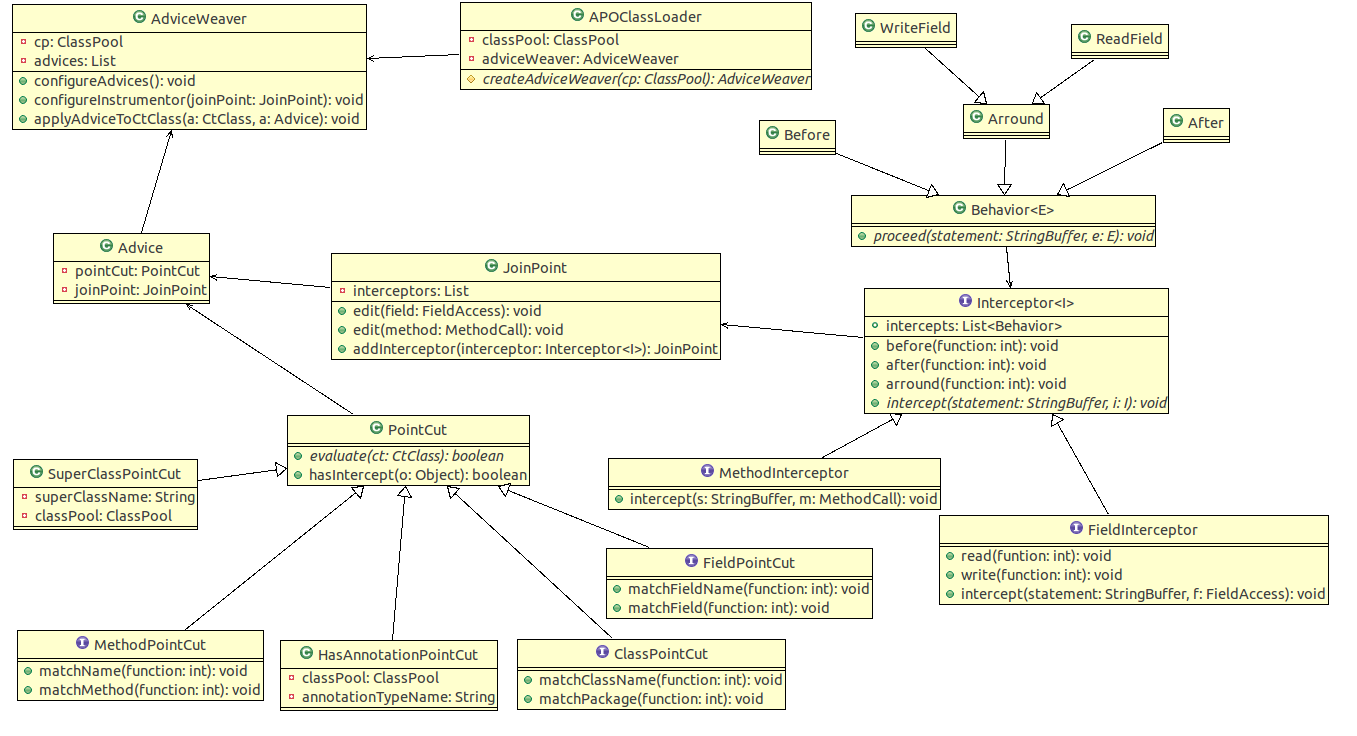 AdviceWeaver
cp: ClassPool
advices: List
configureAdvices(): void
configureInstrumentor(joinPoint: JoinPoint): void
applyAdviceToCtClass(a: CtClass, a: Advice): void
APOClassLoader
classPool: ClassPool
adviceWeaver: AdviceWeaver
createAdviceWeaver(cp: ClassPool): AdviceWeaver
WriteField
ReadField
Arround
Before
After
Behavior<E>
proceed(statement: StringBuffer, e: E): void
Advice
pointCut: PointCut
joinPoint: JoinPoint
JoinPoint
interceptors: List
edit(field: FieldAccess): void
edit(method: MethodCall): void
addInterceptor(interceptor: Interceptor<I>): JoinPoint
Interceptor<I>
intercepts: List<Behavior>
before(function: int): void
after(function: int): void
arround(function: int): void
intercept(statement: StringBuffer, i: I): void
PointCut
evaluate(ct: CtClass): boolean
hasIntercept(o: Object): boolean
SuperClassPointCut
superClassName: String
classPool: ClassPool
MethodInterceptor
intercept(s: StringBuffer, m: MethodCall): void
FieldInterceptor
read(funtion: int): void
write(function: int): void
intercept(statement: StringBuffer, f: FieldAccess): void
FieldPointCut
matchFieldName(function: int): void
matchField(function: int): void
MethodPointCut
matchName(function: int): void
matchMethod(function: int): void
HasAnnotationPointCut
classPool: ClassPool
annotationTypeName: String
ClassPointCut
matchClassName(function: int): void
matchPackage(function: int): void